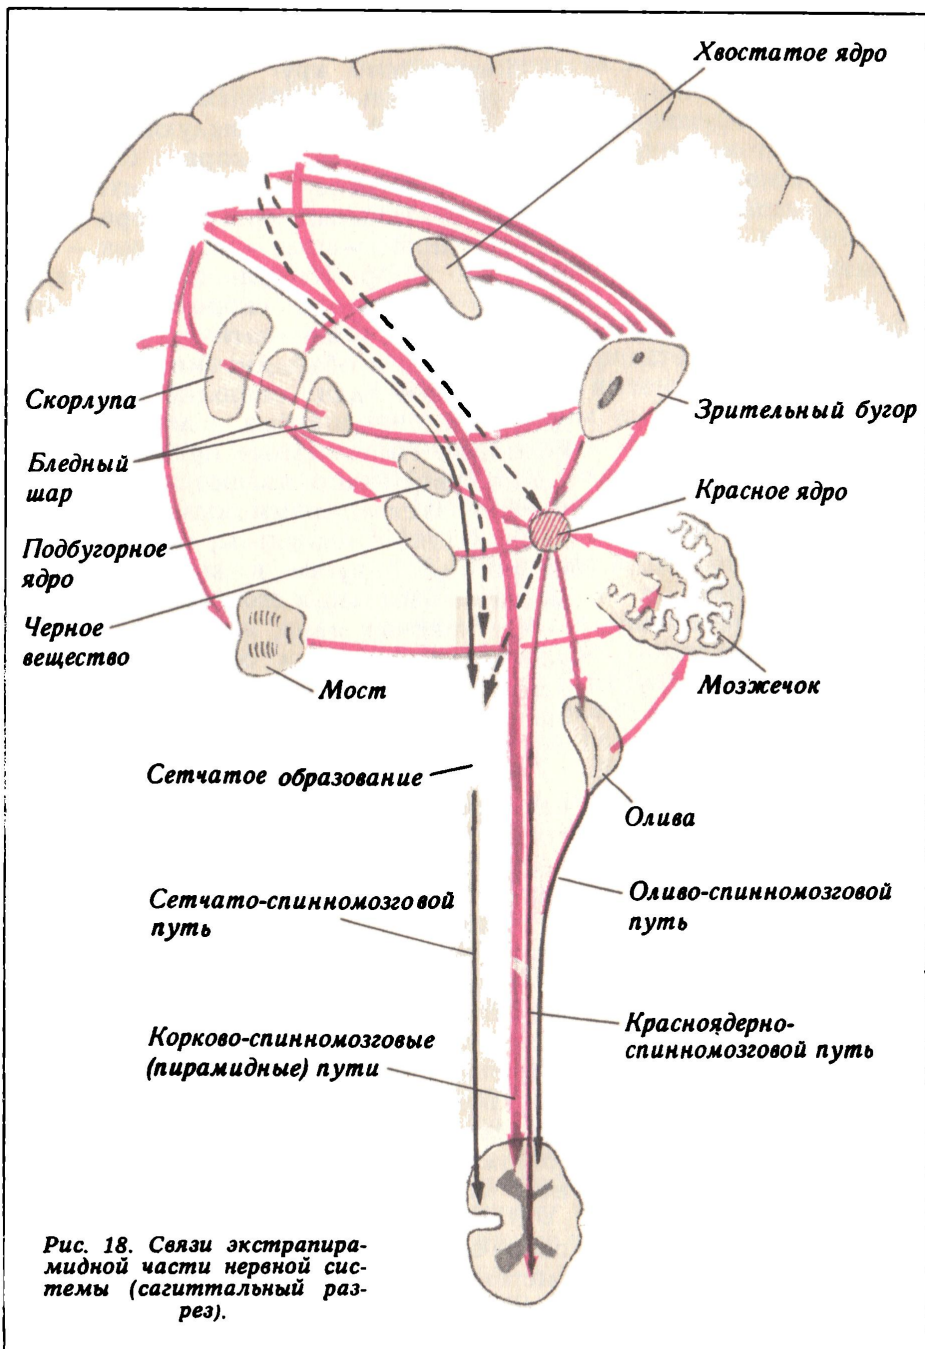 Хвостатое ядро
Скорлупа
Зрительный бугор
Бледный
шар
Красное ядро
Подбугорное
ядро
Черное
вещество
Мост
Мозжечок
Сетчатое образование
Олива
Сетчато-спинномозговой
путь
Оливо-спинномозговой
путь
Корково-спинномозговые
(пирамидные) пути
Красноядерно-
спинномозговой путь
Рис. 18. Связи экстрапира-
мидной части нервной сис-
темы (сагиттальный раз-
рез).